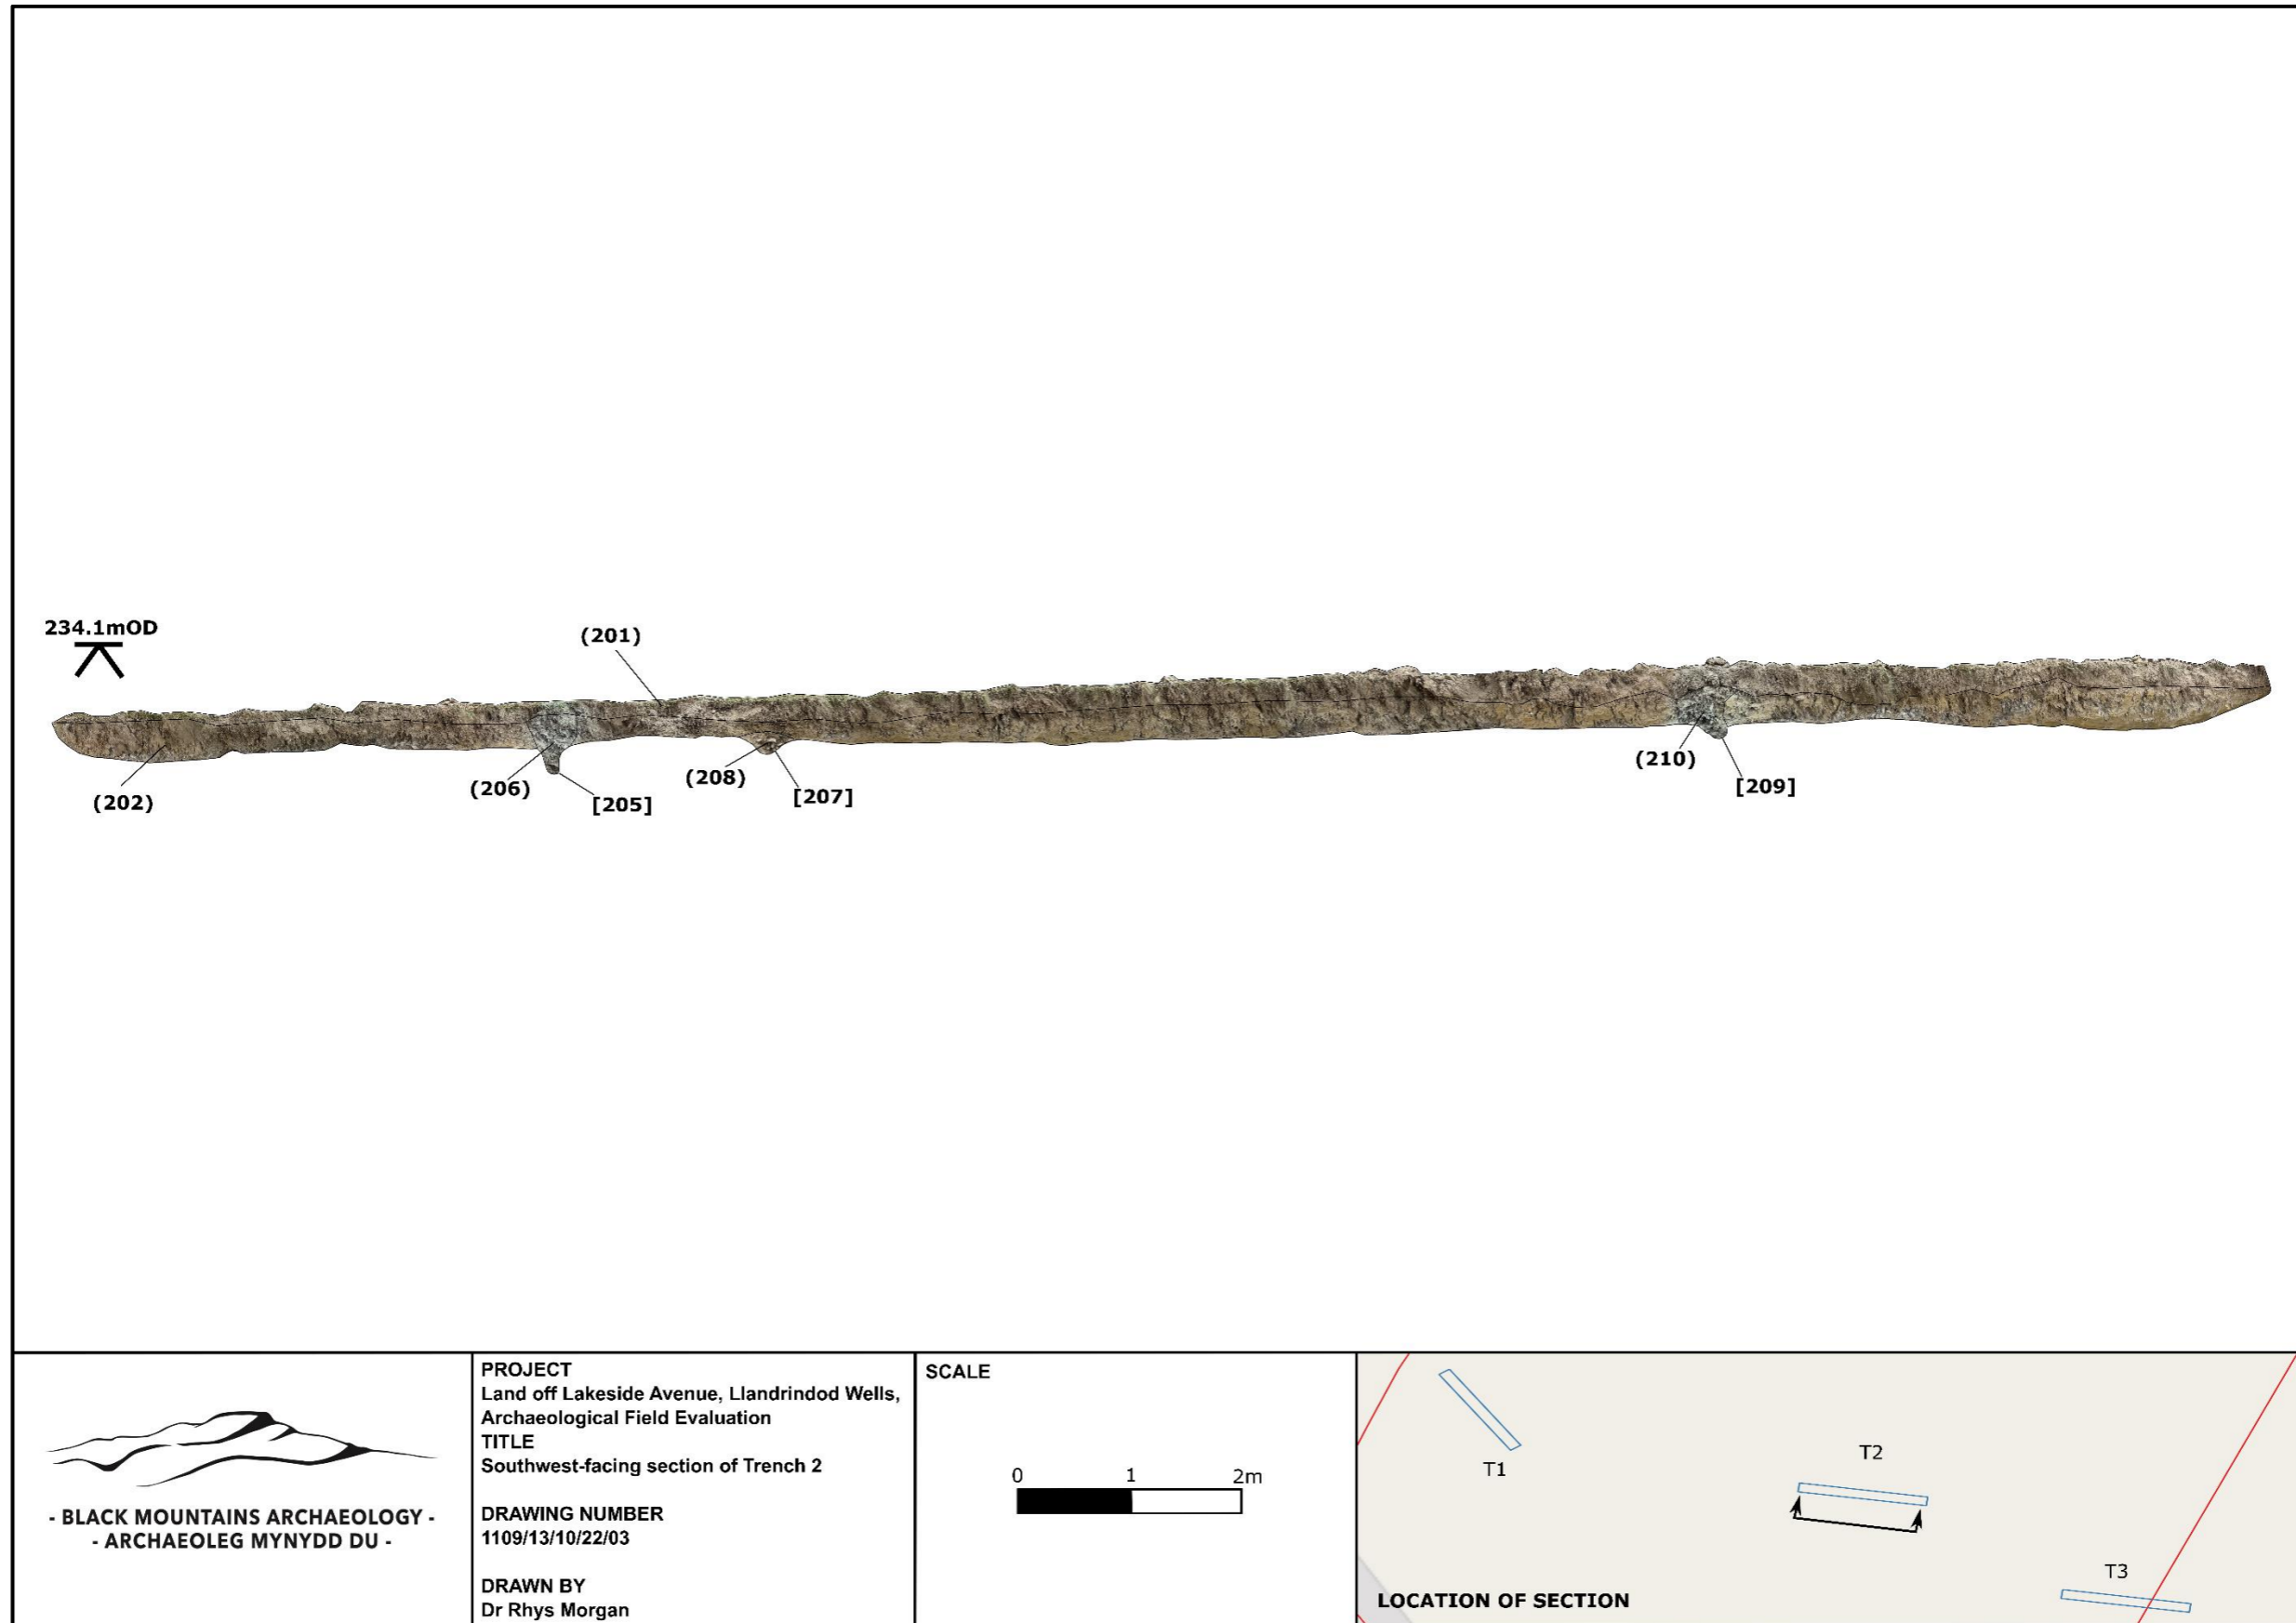 234.1mOD
(201)
(202)
(206)
[205]
(208)
[207]
(210)
[209]
- BLACK MOUNTAINS ARCHAEOLOGY -
- ARCHAEOLEG MYNYDD DU -
PROJECT
Land off Lakeside Avenue, Llandrindod Wells,
Archaeological Field Evaluation
TITLE
Southwest-facing section of Trench 2
DRAWING NUMBER
1109/13/10/22/03
DRAWN BY
Dr Rhys Morgan
SCALE
0 1 2m
T1
T2
T3
LOCATION OF SECTION